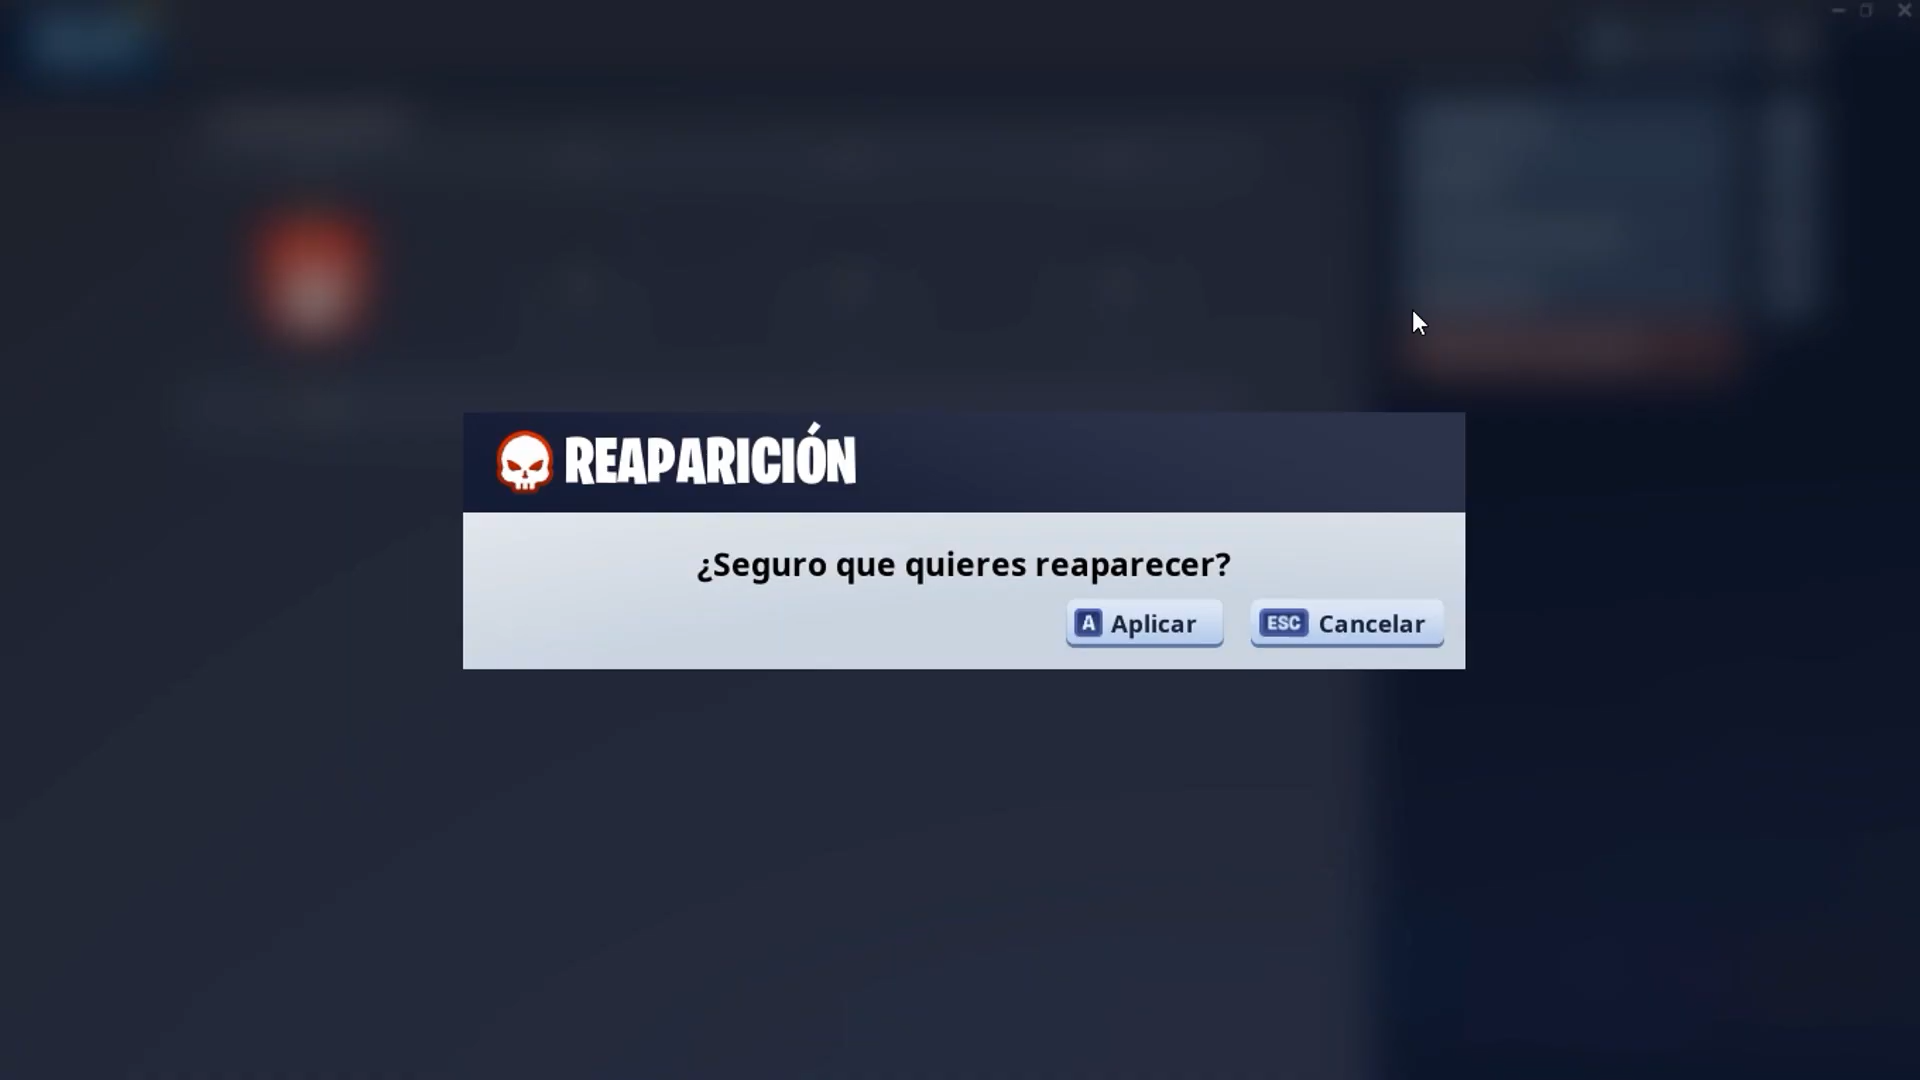 REAPARICIÓN
¿Seguro que quieres reaparecer?
A Aplicar
ESC Cancelar